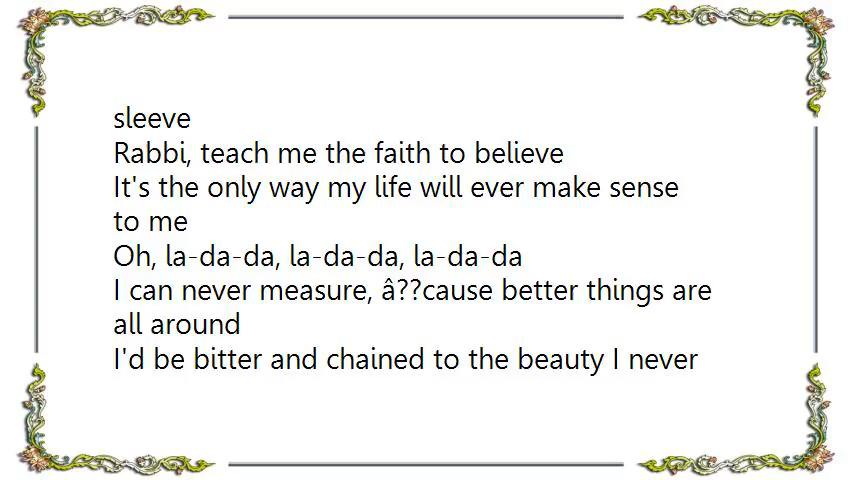 sleeve
Rabbi, teach me the faith to believe
It's the only way my life will ever make sense
to me
Oh, la-da-da, la-da-da, la-da-da
I can never measure, â??cause better things are
all around
I'd be bitter and chained to the beauty I never